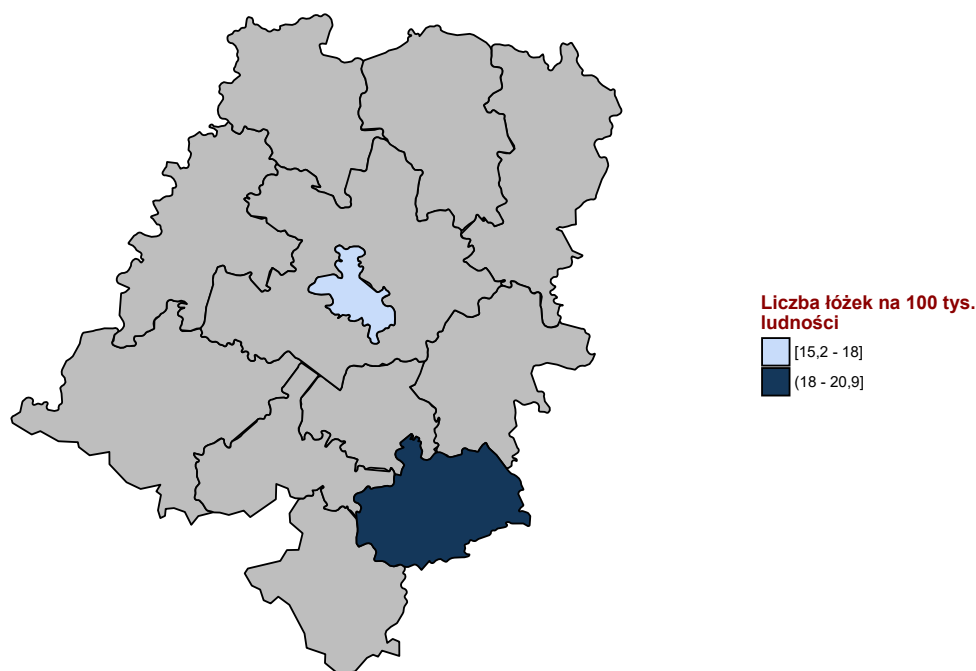 Liczba łóżek na 100 tys.
ludności
[15,2 - 18]
(18 - 20,9]